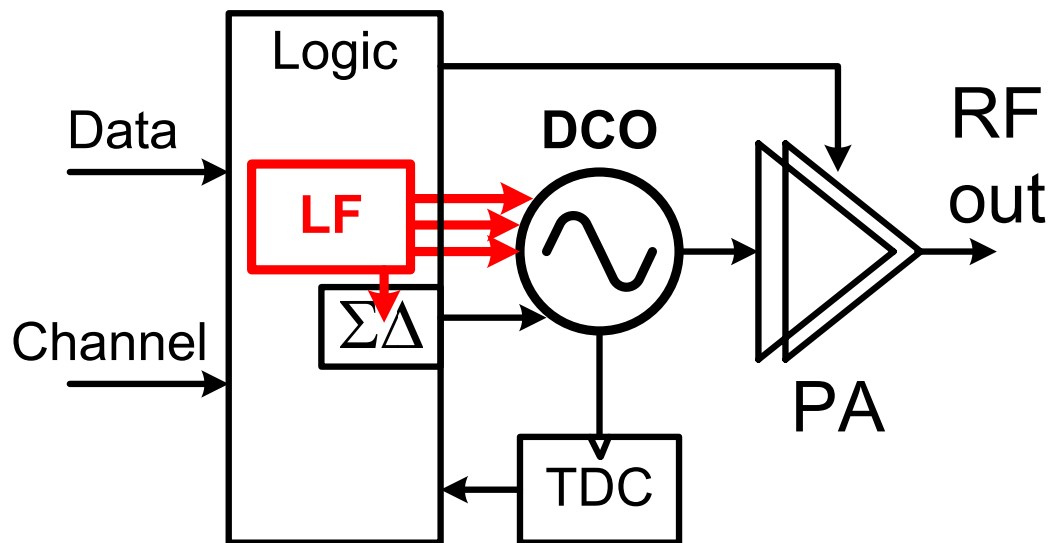 Logic
Data
DCO
RF
out
LF
ΣΔ
Channel
PA
TDC